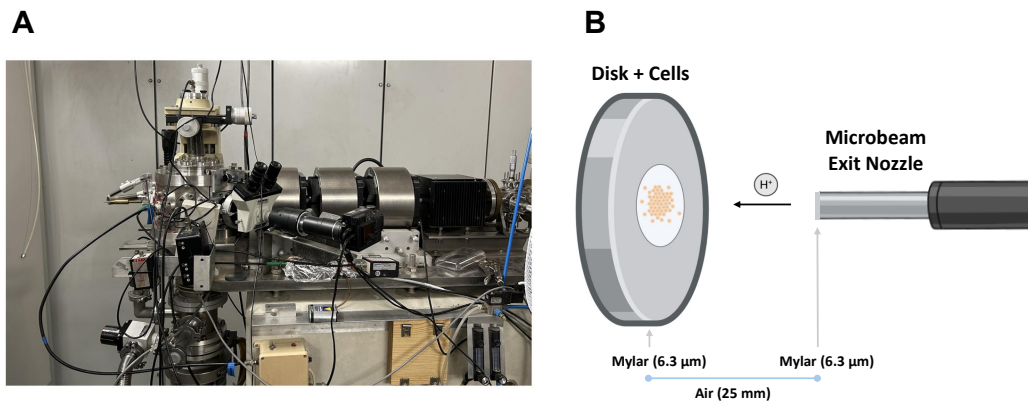 A
B
Disk + Cells
Microbeam
Exit Nozzle
H+
Mylar (6.3 µm)
Mylar (6.3 µm)
Air (25 mm)